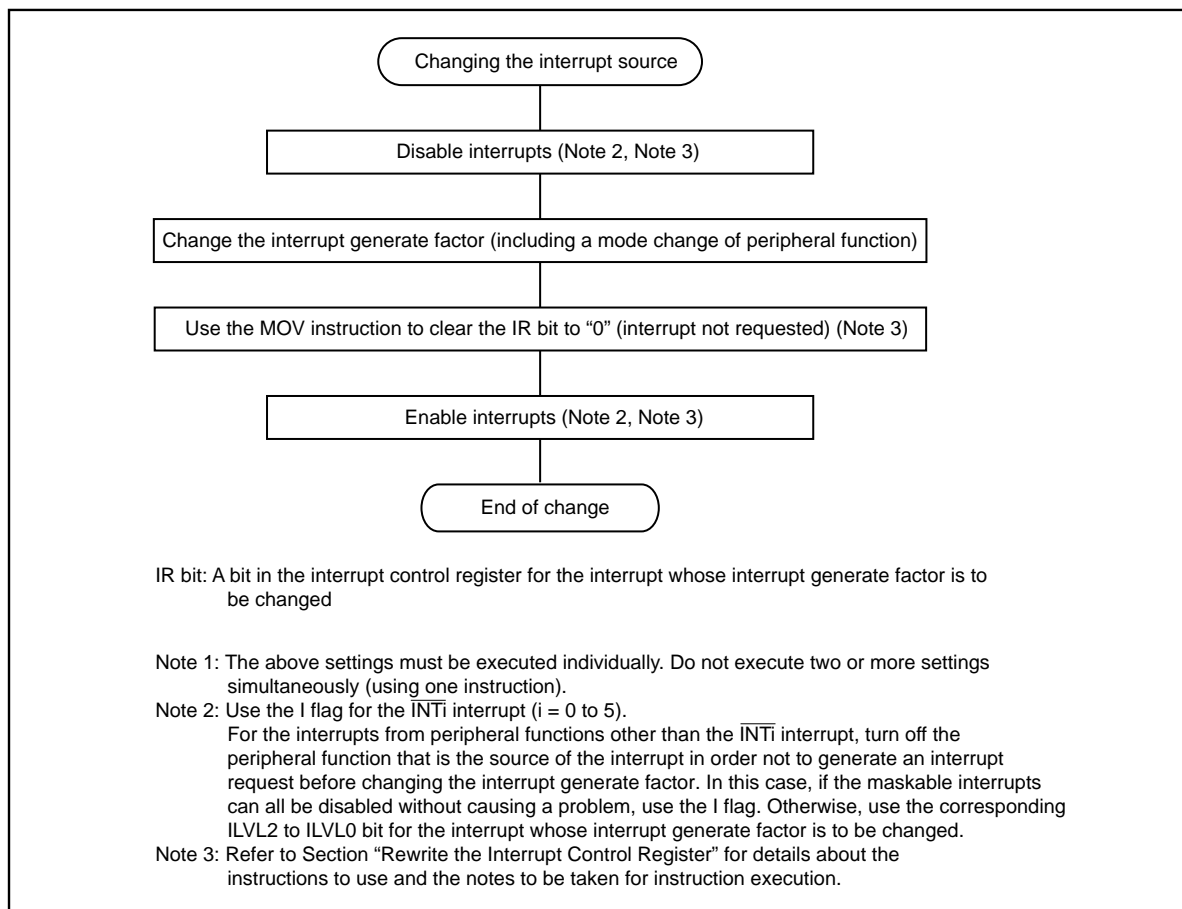 Changing the interrupt source
Disable interrupts (Note 2, Note 3)
Change the interrupt generate factor (including a mode change of peripheral function)
Use the MOV instruction to clear the IR bit to “0” (interrupt not requested) (Note 3)
Enable interrupts (Note 2, Note 3)
End of change
IR bit: A bit in the interrupt control register for the interrupt whose interrupt generate factor is to
be changed
Note 1: The above settings must be executed individually. Do not execute two or more settings
simultaneously (using one instruction).
Note 2: Use the I flag for the I̅N̅T̅i̅ interrupt (i = 0 to 5).
For the interrupts from peripheral functions other than the I̅N̅T̅i̅ interrupt, turn off the
peripheral function that is the source of the interrupt in order not to generate an interrupt
request before changing the interrupt generate factor. In this case, if the maskable interrupts
can all be disabled without causing a problem, use the I flag. Otherwise, use the corresponding
ILVL2 to ILVL0 bit for the interrupt whose interrupt generate factor is to be changed.
Note 3: Refer to Section “Rewrite the Interrupt Control Register” for details about the
instructions to use and the notes to be taken for instruction execution.